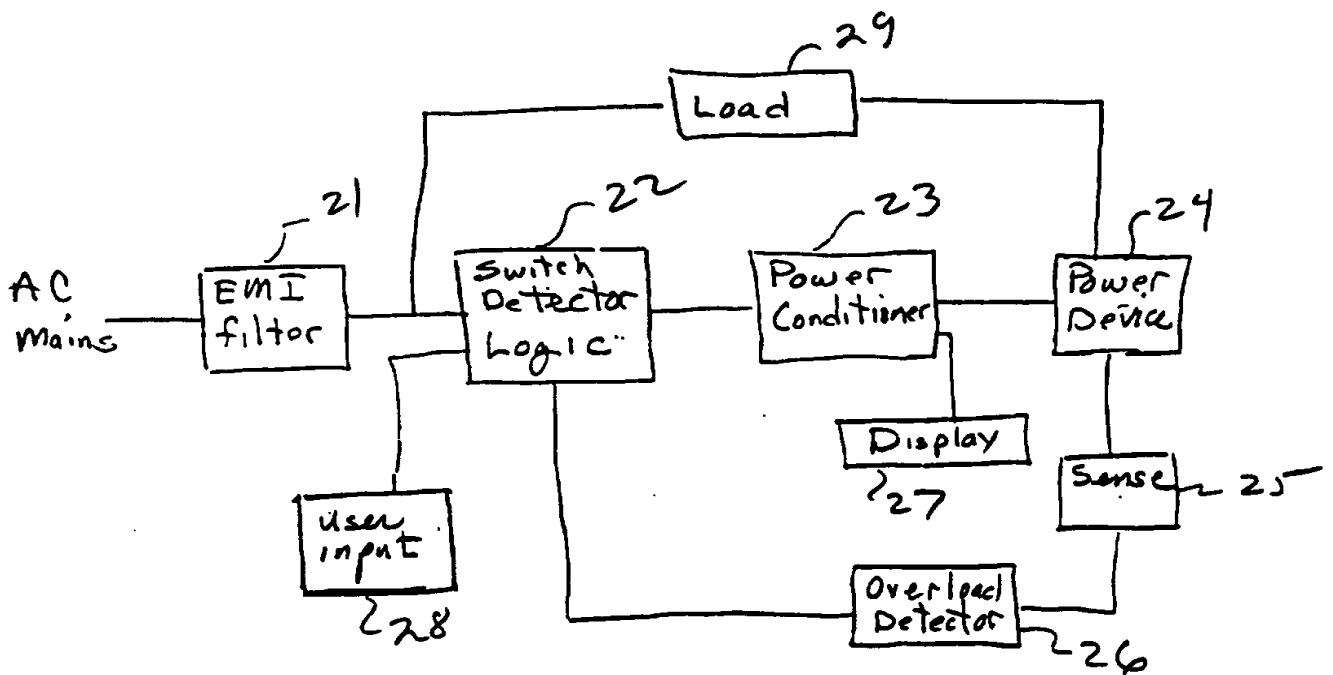 29
Load
21
22
23
24
AC
Mains
EMI
filtor
Switch
Detector
Logic
Power
Conditioner
Power
Device
Display
27
Sense
25
User
input
28
Overload
Detector
26